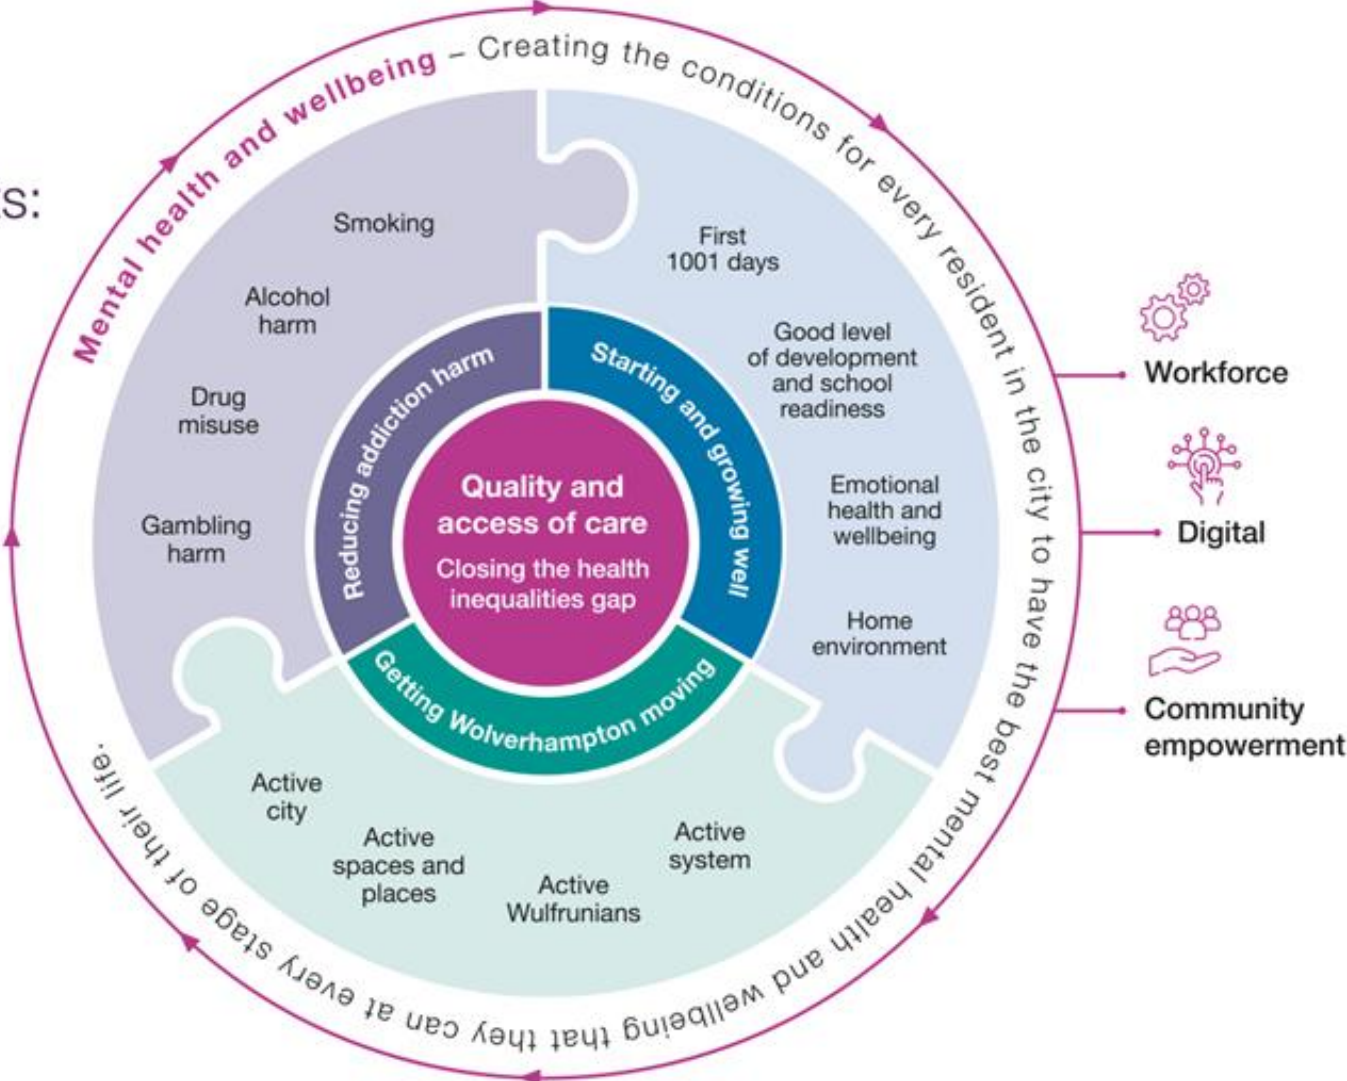 s:
Mental health and wellbeing – Creating the conditions for every resident in the city to have the best mental health and wellbeing that they can at every stage of their life.
Smoking
Alcohol
harm
Drug
misuse
Gambling
harm
Reducing addiction harm
First
1001 days
Good level
of development
and school
readiness
Emotional
health and
wellbeing
Home
environment
Starting and growing well
Quality and
access of care
Closing the health
inequalities gap
Getting Wolverhampton moving
Active
city
Active
spaces and
places
Active
Wulfrunians
Active
system
Workforce
Digital
Community
empowerment